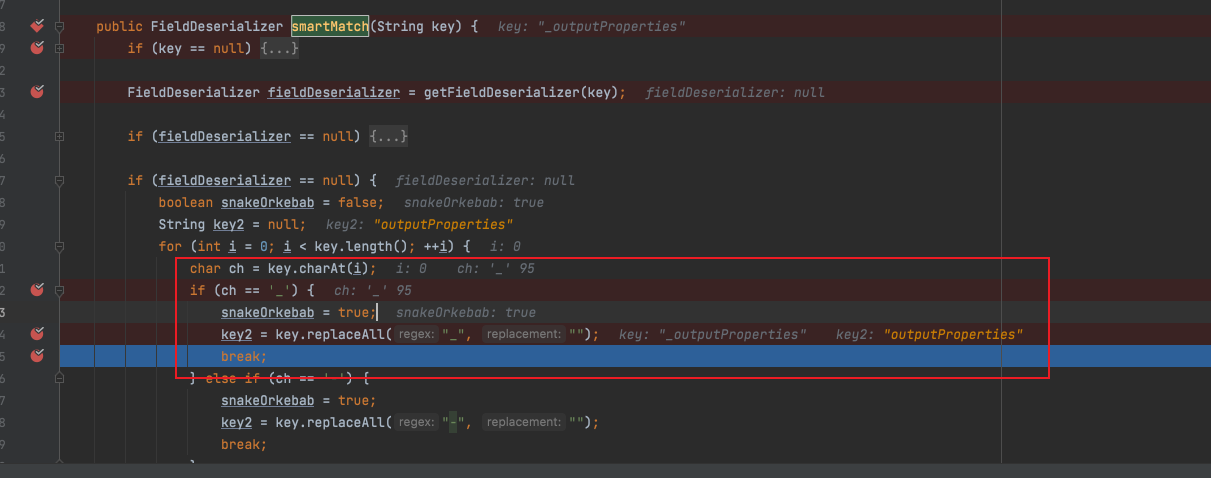 7
8 public FieldDeserializer smartMatch(String key) { key: "_outputProperties"
9 if (key == null) {...}
2
3 FieldDeserializer fieldDeserializer = getFieldDeserializer(key); fieldDeserializer: null
4
5 if (fieldDeserializer == null) {...}
6
7 if (fieldDeserializer == null) { fieldDeserializer: null
8 boolean snakeOrkebab = false; snakeOrkebab: true
9 String key2 = null; key2: "outputProperties"
0 for (int i = 0; i < key.length(); ++i) { i: 0
1 char ch = key.charAt(i); i: 0 ch: '_' 95
2 if (ch == '_') { ch: '_' 95
3 snakeOrkebab = true; snakeOrkebab: true
4 key2 = key.replaceAll( regex: "_", replacement: ""); key: "_outputProperties" key2: "outputProperties"
5 break;
6 } else if (ch == '-') {
7 snakeOrkebab = true;
8 key2 = key.replaceAll( regex: "-", replacement: "");
9 break;
}